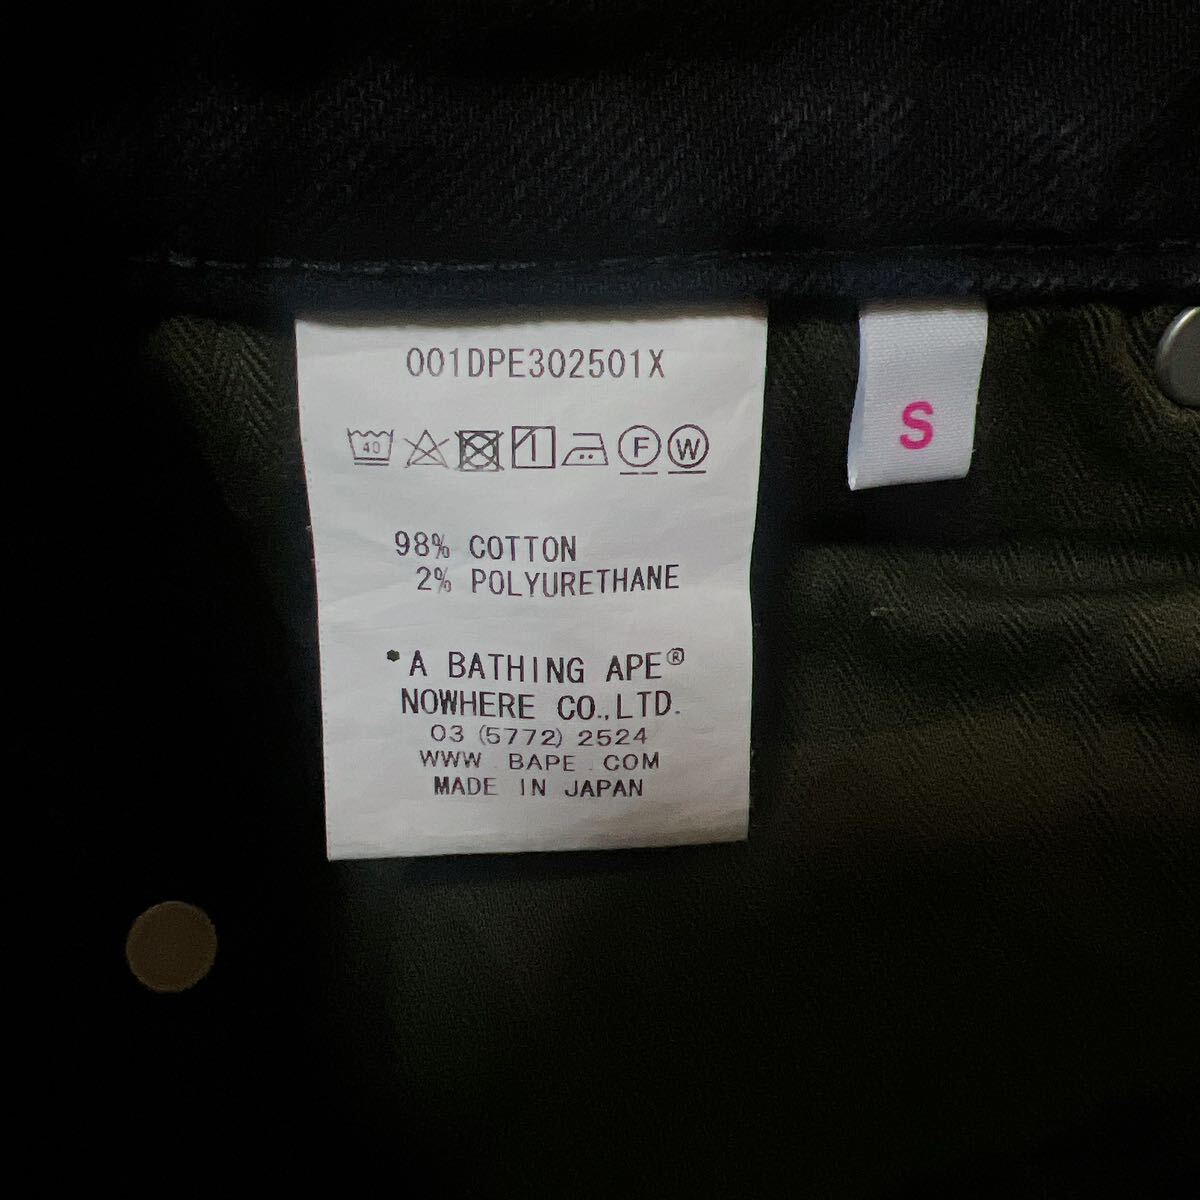 001DPE302501X
S
40
F W
98% COTTON
2% POLYURETHANE
*A BATHING APE®
NOWHERE CO.,LTD.
03 (5772) 2524
WWW.BAPE.COM
MADE IN JAPAN